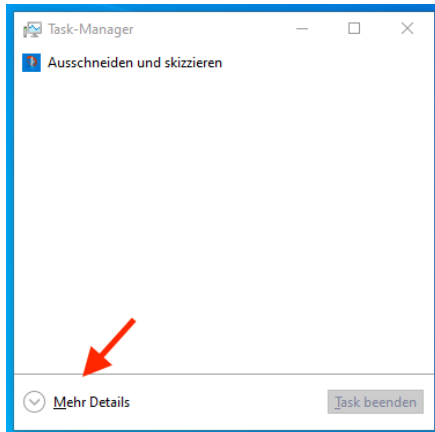 Task-Manager
Ausschneiden und skizzieren
Mehr Details
Task beenden